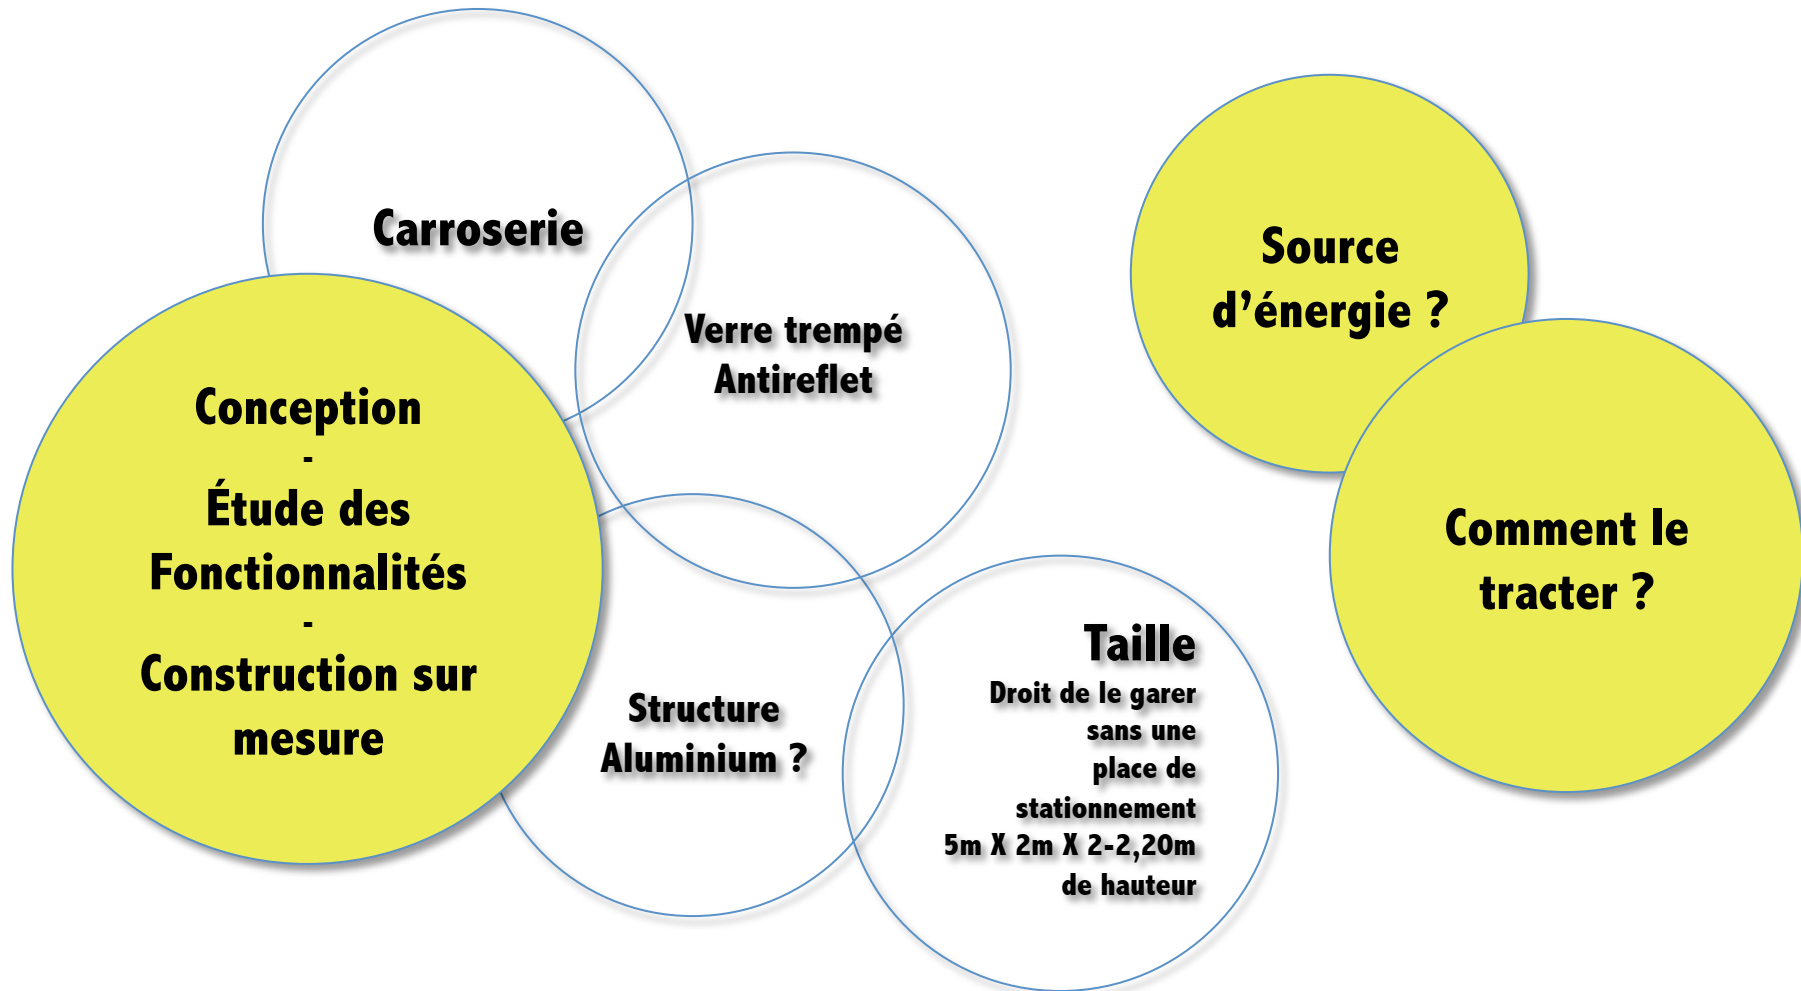 Carroserie
Verre trempé
Antireflet
Conception
-
Étude des
Fonctionnalités
-
Construction sur
mesure
Structure
Aluminium ?
Taille
Droit de le garer
sans une
place de
stationnement
5m X 2m X 2-2,20m
de hauteur
Source
d’énergie ?
Comment le
tracter ?